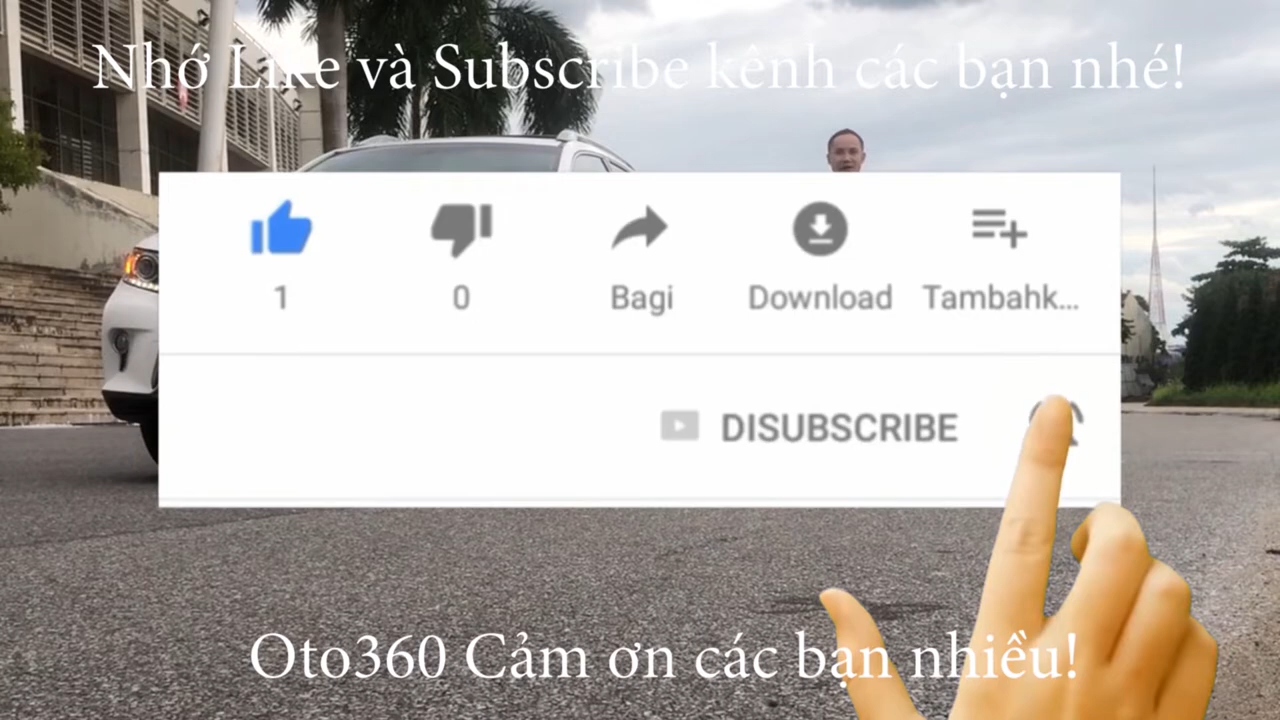 Nhớ Like và Subscribe kênh các bạn nhé!
1 0 Bagi Download Tambahk...
DISUBSCRIBE
Oto360 Cảm ơn các bạn nhiều!